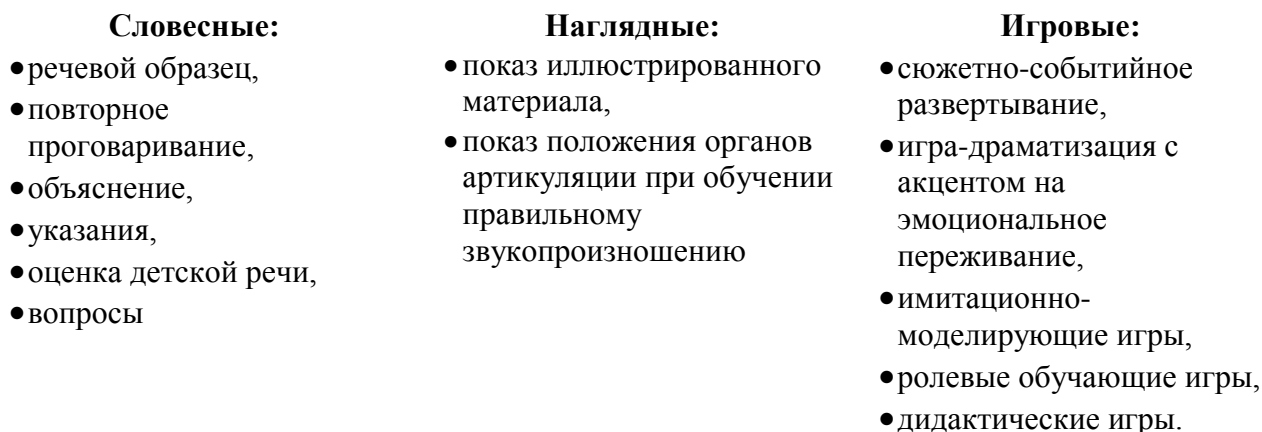 Словесные:
•речевой образец,
•повторное
проговаривание,
•объяснение,
•указания,
•оценка детской речи,
•вопросы
Наглядные:
•показ иллюстрированного
материала,
•показ положения органов
артикуляции при обучении
правильному
звукопроизношению
Игровые:
•сюжетно-событийное
развертывание,
•игра-драматизация с
акцентом на
эмоциональное
переживание,
•имитационно-
моделирующие игры,
•ролевые обучающие игры,
•дидактические игры.